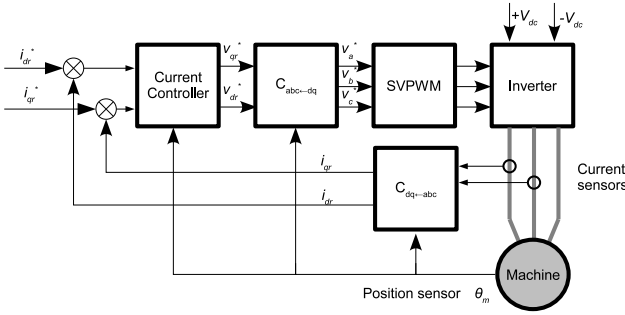 +V_dc -V_dc
i_dr^*
i_qr^*
Current
Controller
v_qr^*
v_dr^*
C_abc←dq
v_a^*
v_b^*
v_c^*
SVPWM
Inverter
i_qr
i_dr
C_dq←abc
Current
sensors
Machine
Position sensor θ_m